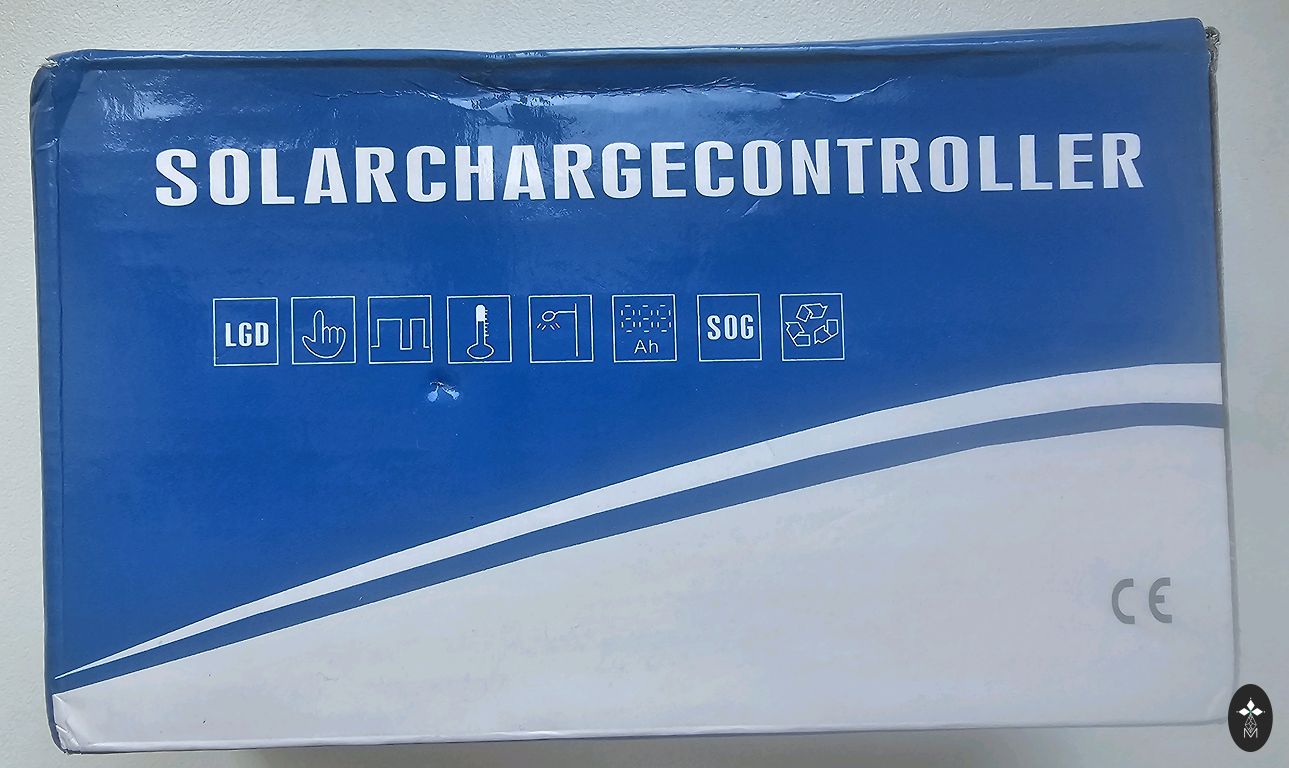 SOLARCHARGECONTROLLER
LGD
Ah
SOG
CE
M